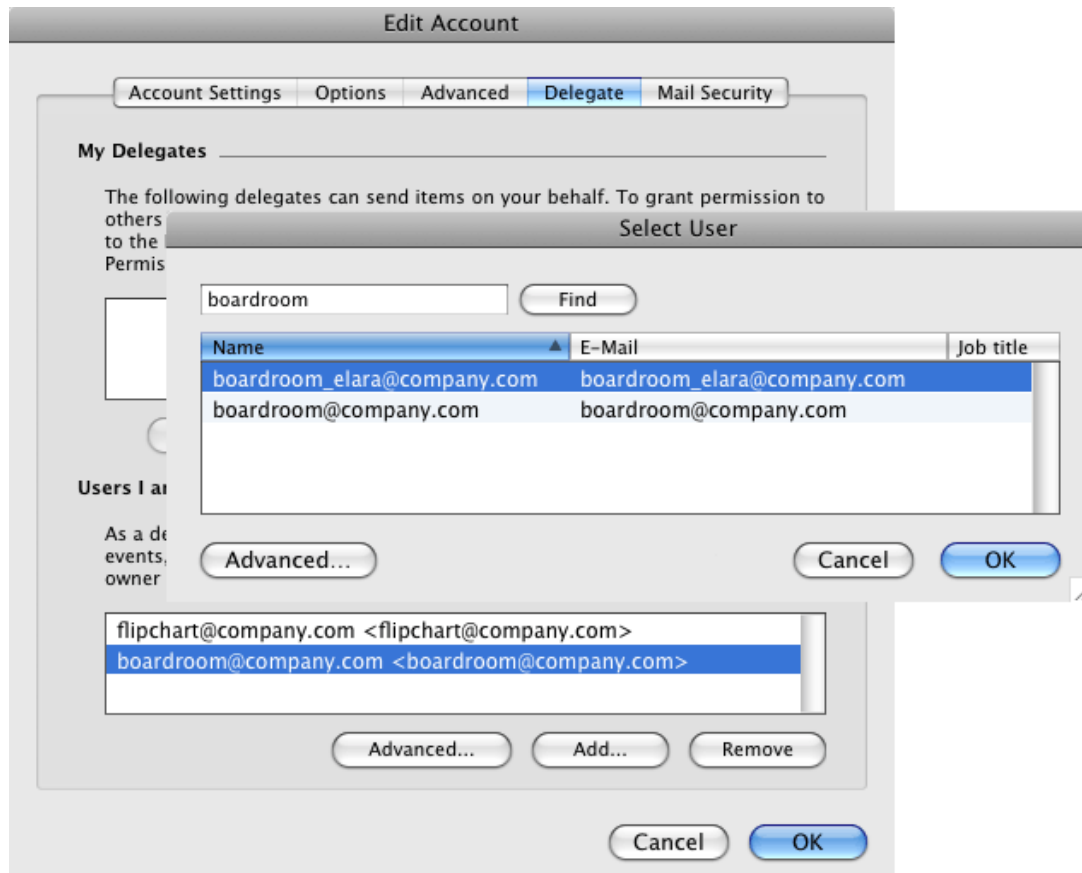 Edit Account
Account Settings Options Advanced Delegate Mail Security
My Delegates
The following delegates can send items on your behalf. To grant permission to
others
to the
Permis
Select User
boardroom Find
Name E-Mail Job title
boardroom_elara@company.com boardroom_elara@company.com
boardroom@company.com boardroom@company.com
Advanced... Cancel OK
Users I
As a de
events,
owner
flipchart@company.com <flipchart@company.com>
boardroom@company.com <boardroom@company.com>
Advanced... Add... Remove
Cancel OK